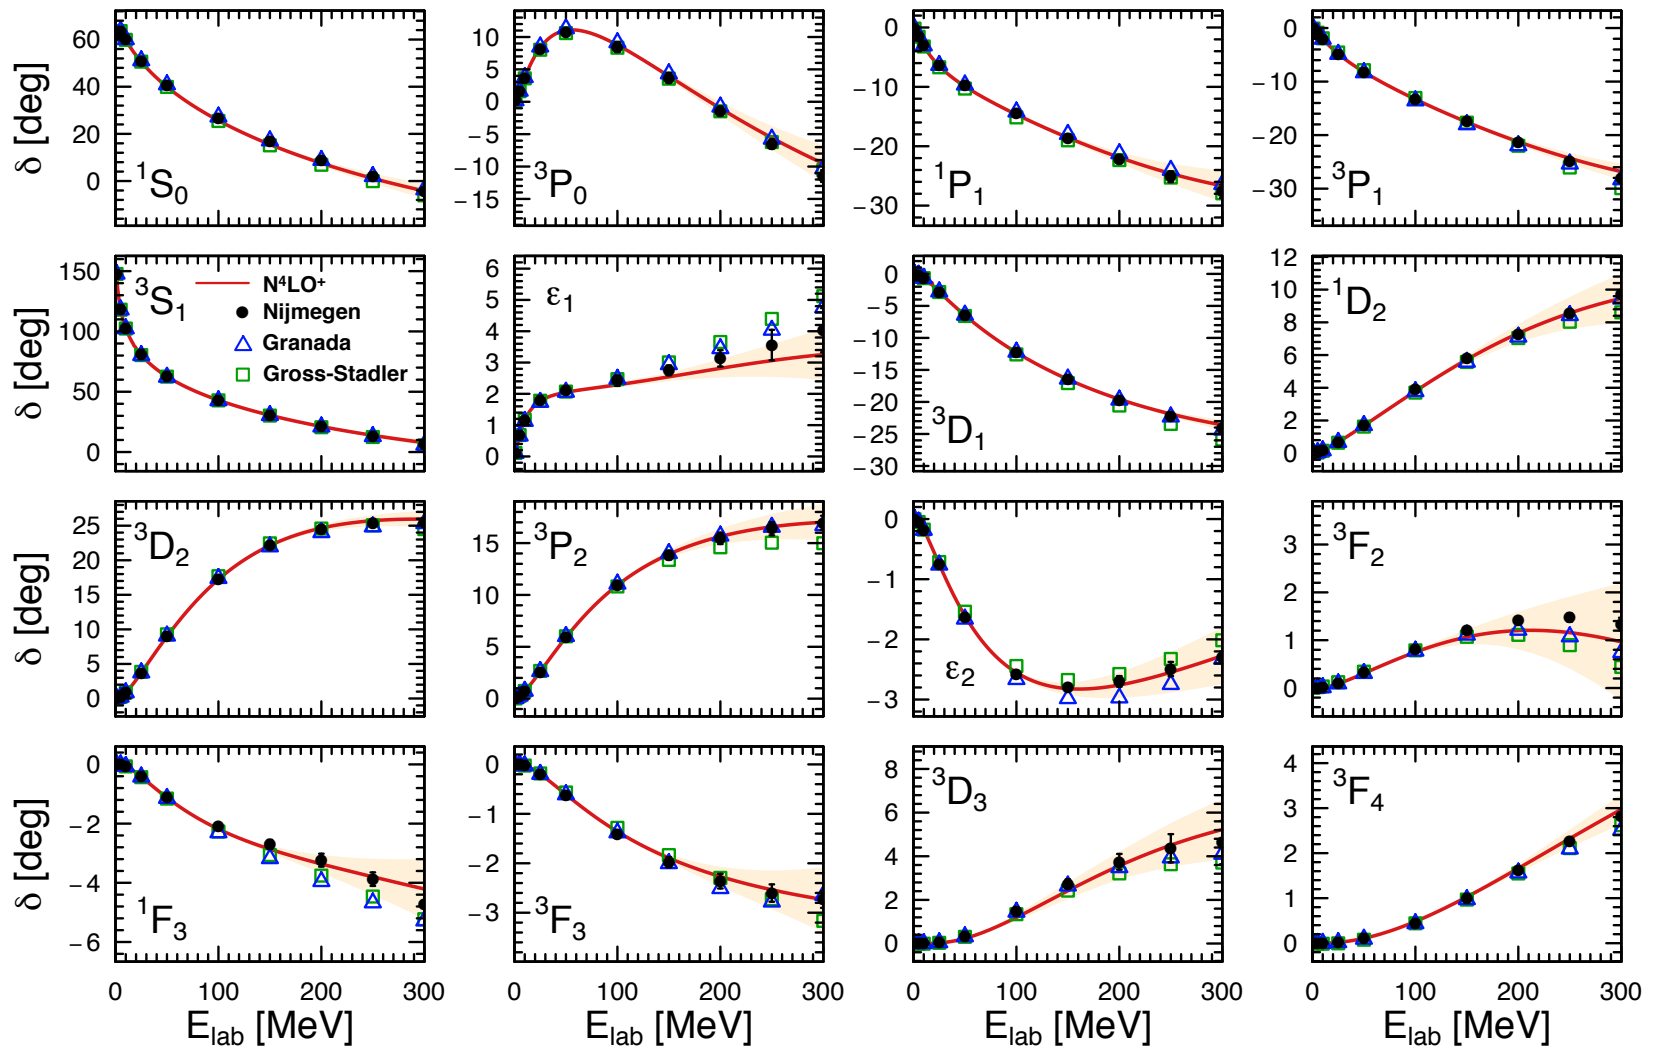 δ [deg]
60
40
20
0
¹S₀
10
5
0
−5
−10
−15
³P₀
0
−10
−20
−30
¹P₁
0
−10
−20
−30
³P₁
δ [deg]
150
100
50
0
³S₁
N⁴LO⁺
Nijmegen
Granada
Gross-Stadler
6
5
4
3
2
1
0
ε₁
0
−5
−10
−15
−20
−25
−30
³D₁
12
10
8
6
4
2
0
¹D₂
δ [deg]
25
20
15
10
5
0
³D₂
15
10
5
0
³P₂
0
−1
−2
−3
ε₂
3
2
1
0
³F₂
δ [deg]
0
−2
−4
−6
¹F₃
0
−1
−2
−3
³F₃
8
6
4
2
0
³D₃
4
3
2
1
0
³F₄
0 100 200 300
0 100 200 300
0 100 200 300
0 100 200 300
E_lab [MeV]
E_lab [MeV]
E_lab [MeV]
E_lab [MeV]